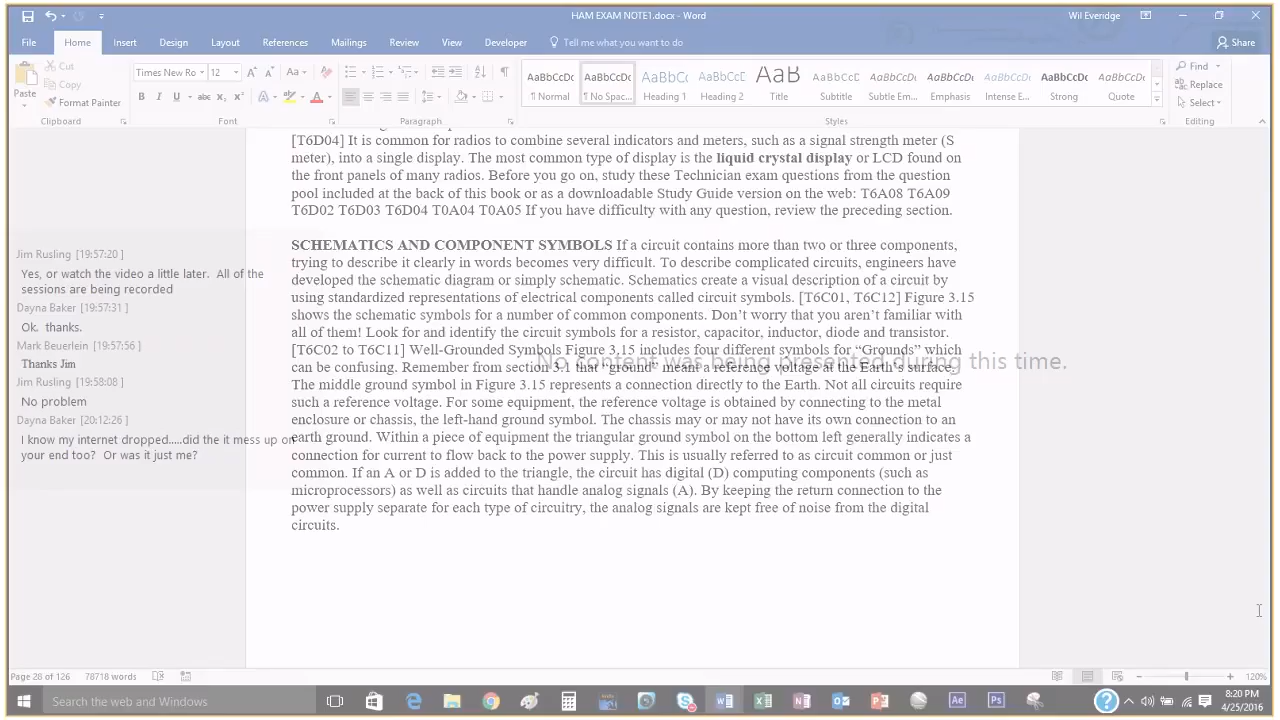 HAM EXAM NOTE1.docx - Word
Wil Everidge
File Home Insert Design Layout References Mailings Review View Developer Tell me what you want to do Share
Paste
Cut
Copy
Format Painter
Clipboard
Times New Ro 12
Font
Paragraph
AaBbCcDc AaBbCcDc AaBbCc AaBbCcC AaB AaBbCcC AaBbCcDc AaBbCcDc AaBbCcDc AaBbCcDc AaBbCcDc
¶ Normal ¶ No Spac... Heading 1 Heading 2 Title Subtitle Subtle Em... Emphasis Intense E... Strong Quote
Styles
Find
Replace
Select
Editing
[T6D04] It is common for radios to combine several indicators and meters, such as a signal strength meter (S
meter), into a single display. The most common type of display is the liquid crystal display or LCD found on
the front panels of many radios. Before you go on, study these Technician exam questions from the question
pool included at the back of this book or as a downloadable Study Guide version on the web: T6A08 T6A09
T6D02 T6D03 T6D04 T0A04 T0A05 If you have difficulty with any question, review the preceding section.
SCHEMATICS AND COMPONENT SYMBOLS If a circuit contains more than two or three components,
trying to describe it clearly in words becomes very difficult. To describe complicated circuits, engineers have
developed the schematic diagram or simply schematic. Schematics create a visual description of a circuit by
using standardized representations of electrical components called circuit symbols. [T6C01, T6C12] Figure 3.15
shows the schematic symbols for a number of common components. Don’t worry that you aren’t familiar with
all of them! Look for and identify the circuit symbols for a resistor, capacitor, inductor, diode and transistor.
[T6C02 to T6C11] Well-Grounded Symbols Figure 3.15 includes four different symbols for “Grounds” which
can be confusing. Remember from section 3.1 that “ground” meant a reference voltage at the Earth’s surface.
The middle ground symbol in Figure 3.15 represents a connection directly to the Earth. Not all circuits require
such a reference voltage. For some equipment, the reference voltage is obtained by connecting to the metal
enclosure or chassis, the left-hand ground symbol. The chassis may or may not have its own connection to an
earth ground. Within a piece of equipment the triangular ground symbol on the bottom left generally indicates a
connection for current to flow back to the power supply. This is usually referred to as circuit common or just
common. If an A or D is added to the triangle, the circuit has digital (D) computing components (such as
microprocessors) as well as circuits that handle analog signals (A). By keeping the return connection to the
power supply separate for each type of circuitry, the analog signals are kept free of noise from the digital
circuits.
No content was being presented during this time.
Jim Rusling [19:57:20 ]
Yes, or watch the video a little later. All of the
sessions are being recorded
Dayna Baker [19:57:31 ]
Ok. thanks.
Mark Beuerlein [19:57:56 ]
Thanks Jim
Jim Rusling [19:58:08 ]
No problem
Dayna Baker [20:12:26 ]
I know my internet dropped.....did the it mess up on
your end too? Or was it just me?
Page 28 of 126 78718 words
120%
Search the web and Windows
8:20 PM
4/25/2016